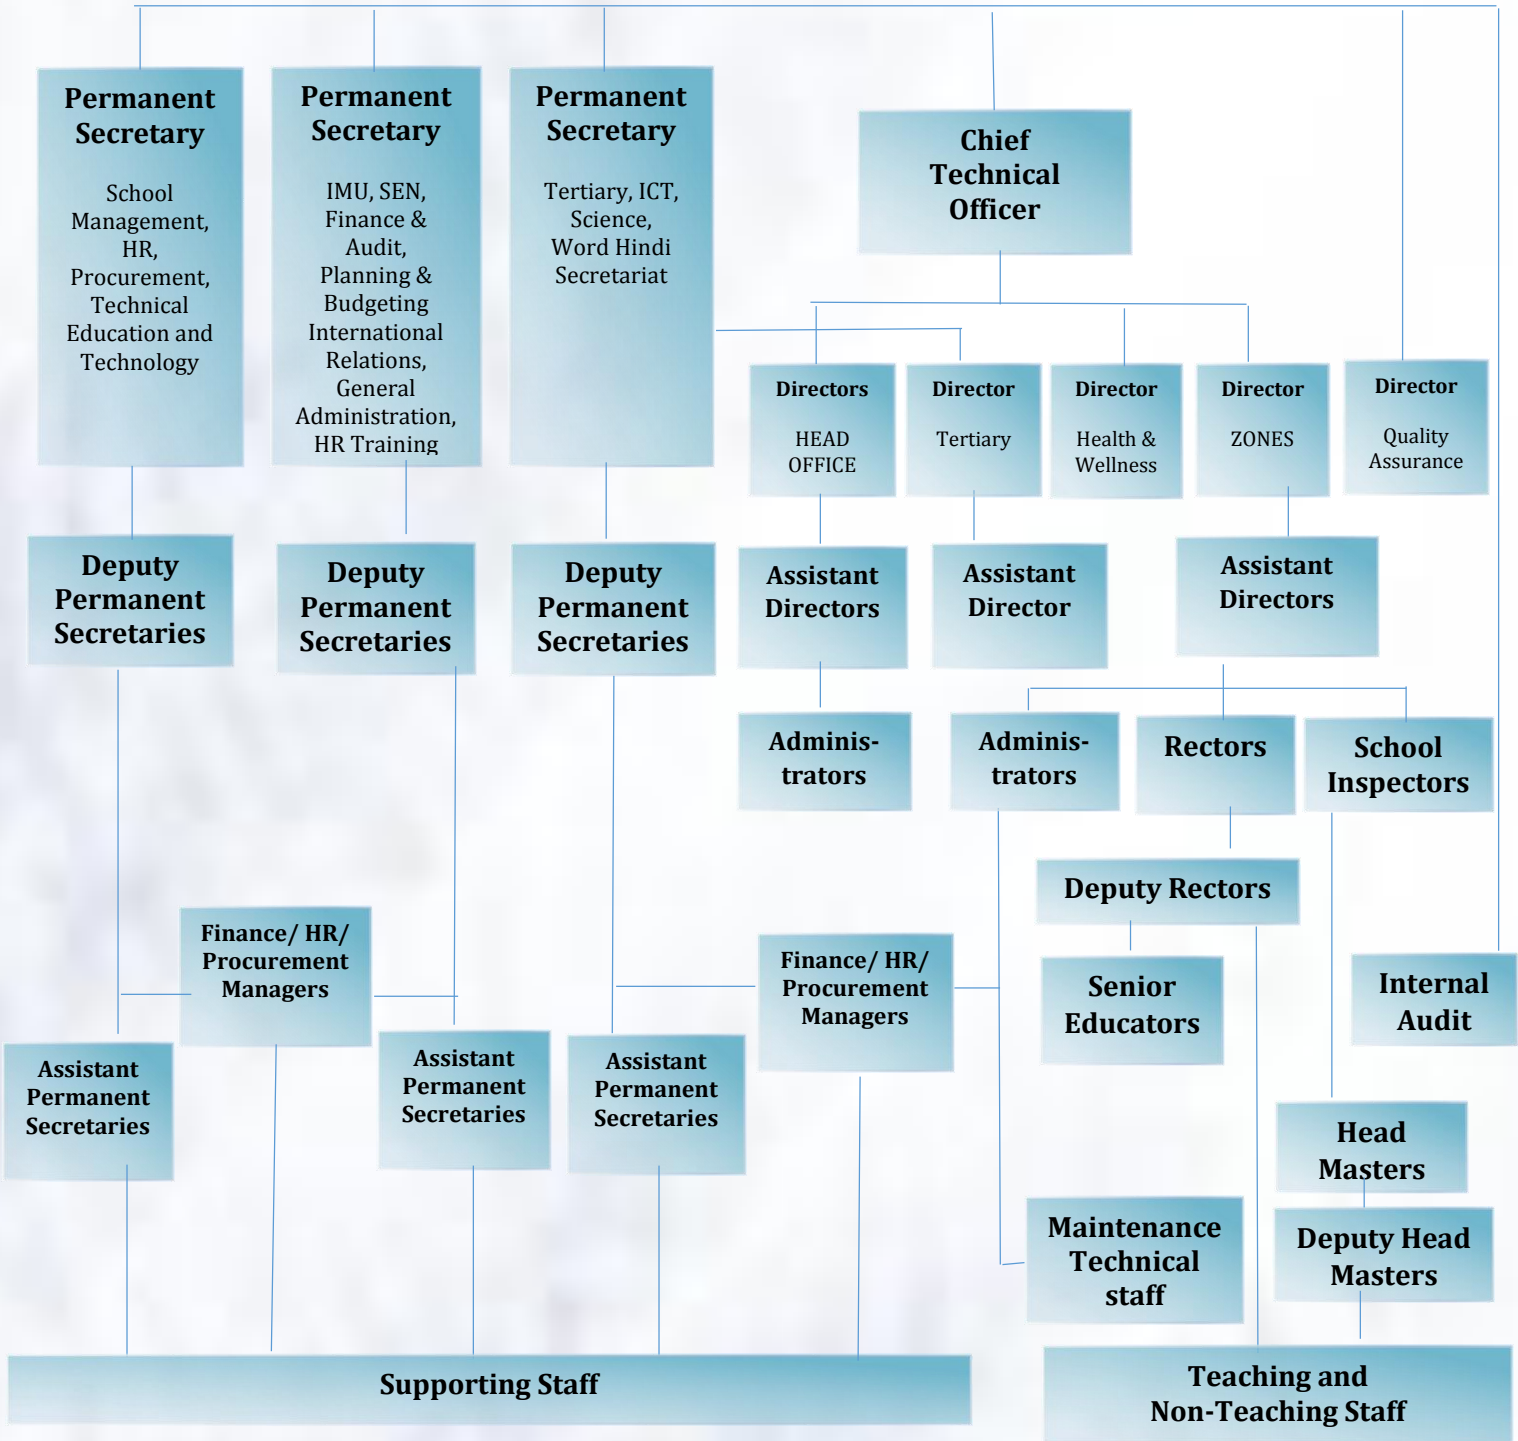 Permanent
Secretary
School
Management,
HR,
Procurement,
Technical
Education and
Technology
Permanent
Secretary
IMU, SEN,
Finance &
Audit,
Planning &
Budgeting
International
Relations,
General
Administration,
HR Training
Permanent
Secretary
Tertiary, ICT,
Science,
Word Hindi
Secretariat
Chief
Technical
Officer
Directors
HEAD
OFFICE
Director
Tertiary
Director
Health &
Wellness
Director
ZONES
Director
Quality
Assurance
Deputy
Permanent
Secretaries
Deputy
Permanent
Secretaries
Deputy
Permanent
Secretaries
Assistant
Directors
Assistant
Director
Assistant
Directors
Adminis-
trators
Adminis-
trators
Rectors
School
Inspectors
Deputy Rectors
Finance/ HR/
Procurement
Managers
Finance/ HR/
Procurement
Managers
Senior
Educators
Internal
Audit
Assistant
Permanent
Secretaries
Assistant
Permanent
Secretaries
Assistant
Permanent
Secretaries
Head
Masters
Maintenance
Technical
staff
Deputy Head
Masters
Supporting Staff
Teaching and
Non-Teaching Staff